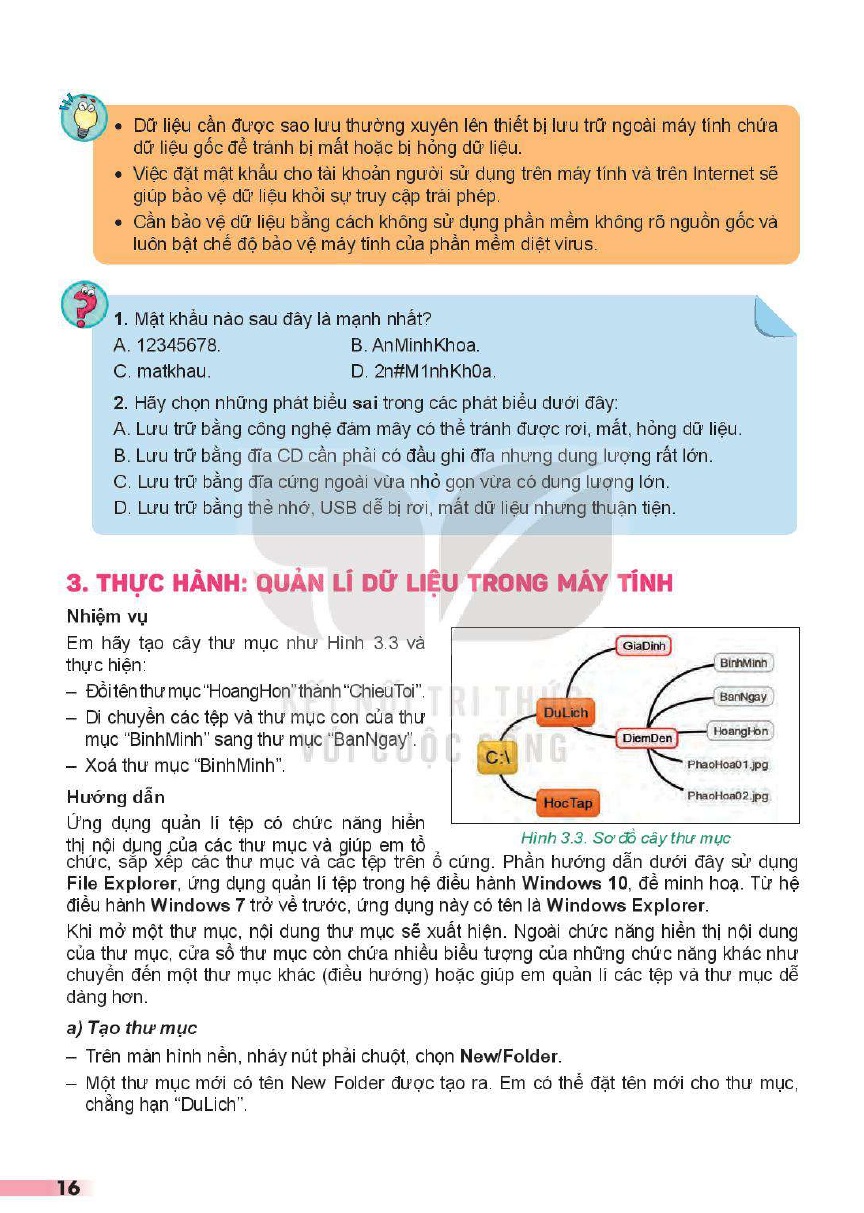 • Dữ liệu cần được sao lưu thường xuyên lên thiết bị lưu trữ ngoài máy tính chứa
dữ liệu gốc để tránh bị mất hoặc bị hỏng dữ liệu.
• Việc đặt mật khẩu cho tài khoản người sử dụng trên máy tính và trên Internet sẽ
giúp bảo vệ dữ liệu khỏi sự truy cập trái phép.
• Cần bảo vệ dữ liệu bằng cách không sử dụng phần mềm không rõ nguồn gốc và
luôn bật chế độ bảo vệ máy tính của phần mềm diệt virus.
1. Mật khẩu nào sau đây là mạnh nhất?
A. 12345678. B. AnMinhKhoa.
C. matkhau. D. 2n#M1nhKh0a.
2. Hãy chọn những phát biểu sai trong các phát biểu dưới đây:
A. Lưu trữ bằng công nghệ đám mây có thể tránh được rơi, mất, hỏng dữ liệu.
B. Lưu trữ bằng đĩa CD cần phải có đầu ghi đĩa nhưng dung lượng rất lớn.
C. Lưu trữ bằng đĩa cứng ngoài vừa nhỏ gọn vừa có dung lượng lớn.
D. Lưu trữ bằng thẻ nhớ, USB dễ bị rơi, mất dữ liệu nhưng thuận tiện.
3. THỰC HÀNH: QUẢN LÍ DỮ LIỆU TRONG MÁY TÍNH
Nhiệm vụ
Em hãy tạo cây thư mục như Hình 3.3 và
thực hiện:
– Đổi tên thư mục “HoangHon” thành “ChieuToi”.
– Di chuyển các tệp và thư mục con của thư
mục “BinhMinh” sang thư mục “BanNgay”.
– Xoá thư mục “BinhMinh”.
Hướng dẫn
Ứng dụng quản lí tệp có chức năng hiển
thị nội dung của các thư mục và giúp em tổ
C:\
DuLich
HocTap
GiaDinh
DiemDen
BinhMinh
BanNgay
HoangHon
PhaoHoa01.jpg
PhaoHoa02.jpg
Hình 3.3. Sơ đồ cây thư mục
chức, sắp xếp các thư mục và các tệp trên ổ cứng. Phần hướng dẫn dưới đây sử dụng
File Explorer, ứng dụng quản lí tệp trong hệ điều hành Windows 10, để minh hoạ. Từ hệ
điều hành Windows 7 trở về trước, ứng dụng này có tên là Windows Explorer.
Khi mở một thư mục, nội dung thư mục sẽ xuất hiện. Ngoài chức năng hiển thị nội dung
của thư mục, cửa sổ thư mục còn chứa nhiều biểu tượng của những chức năng khác như
chuyển đến một thư mục khác (điều hướng) hoặc giúp em quản lí các tệp và thư mục dễ
dàng hơn.
a) Tạo thư mục
– Trên màn hình nền, nháy nút phải chuột, chọn New/Folder.
– Một thư mục mới có tên New Folder được tạo ra. Em có thể đặt tên mới cho thư mục,
chẳng hạn “DuLich”.
KẾT NỐI TRI THỨC
VỚI CUỘC SỐNG
16